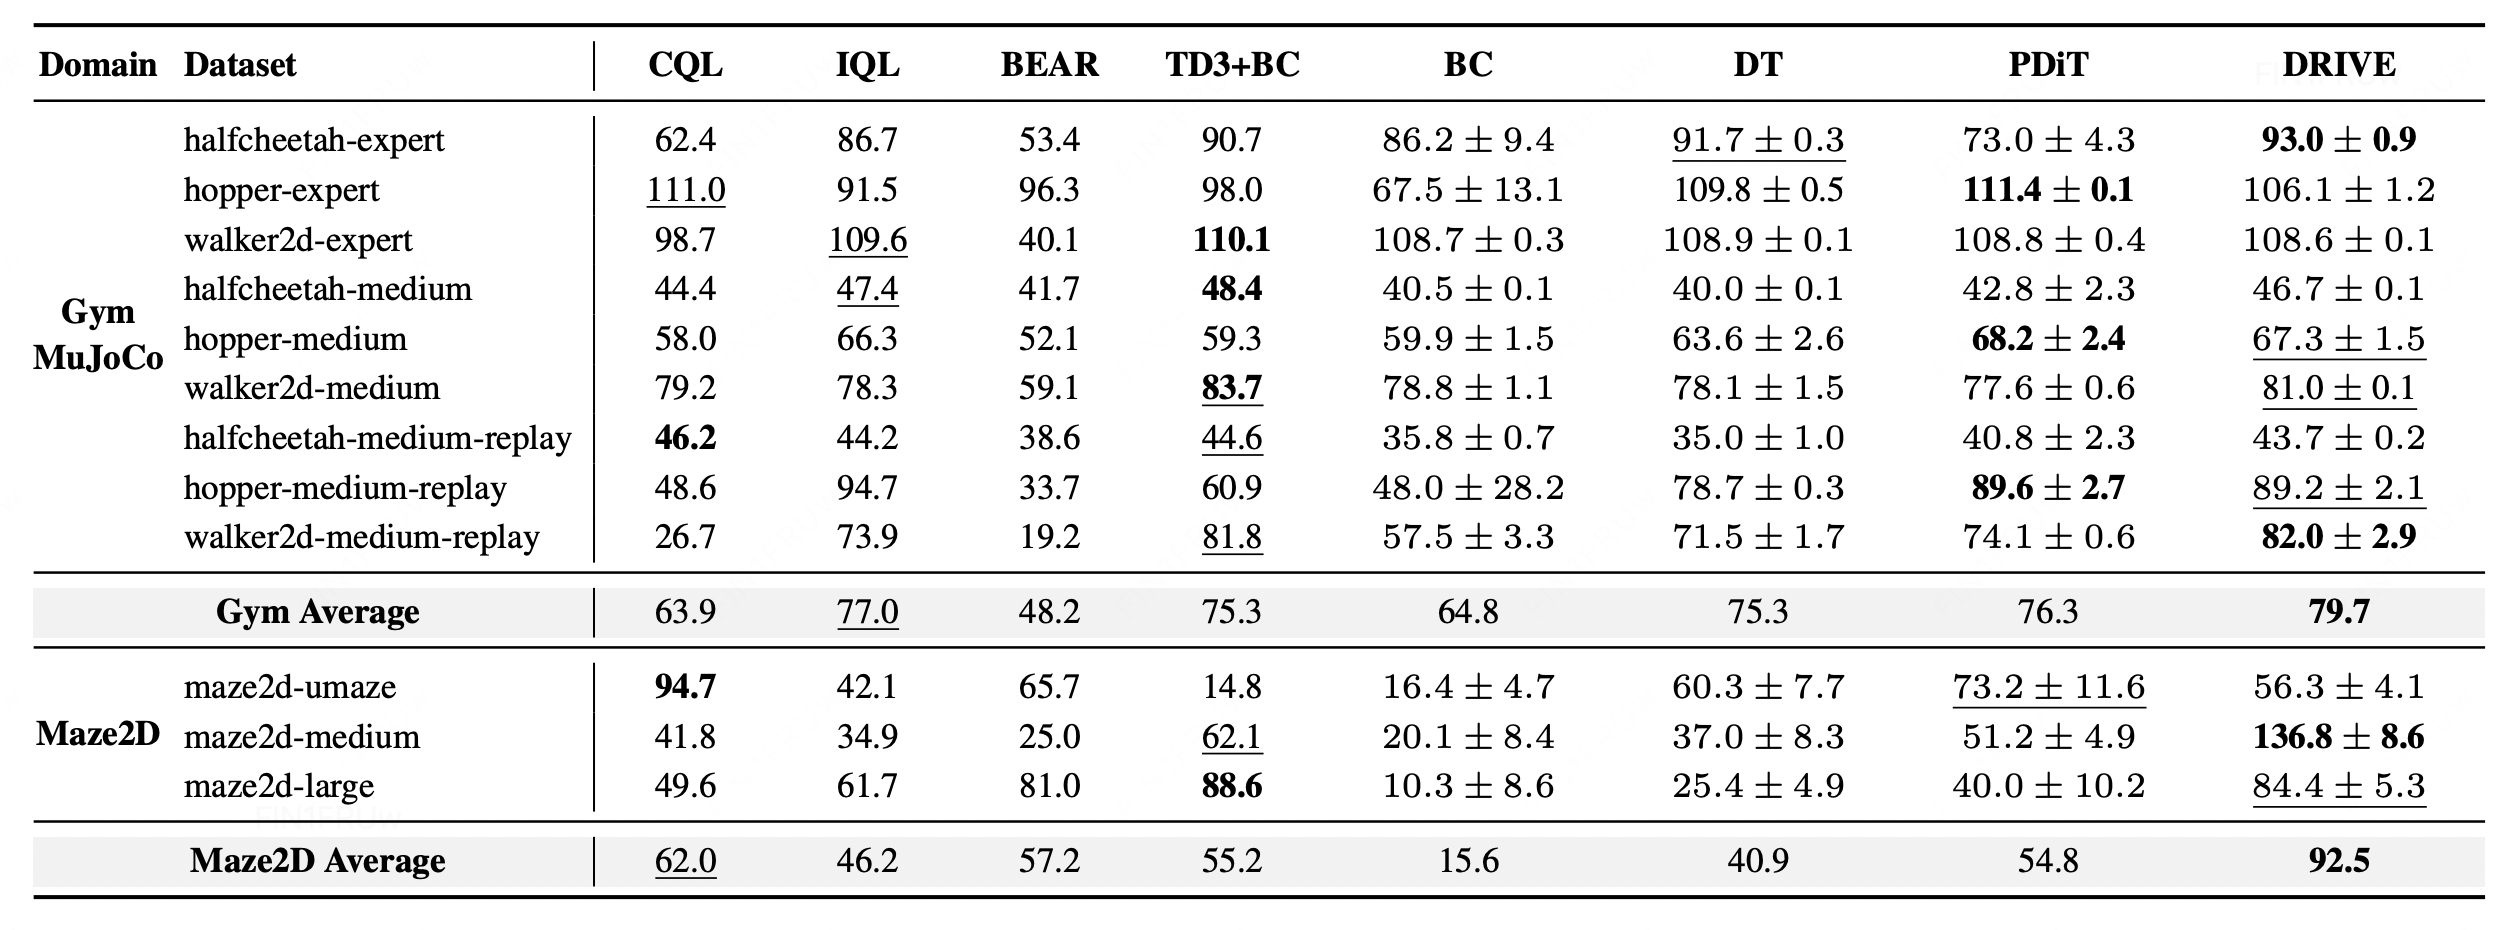 Domain Dataset CQL IQL BEAR TD3+BC BC DT PDiT DRIVE
halfcheetah-expert 62.4 86.7 53.4 90.7 86.2 ± 9.4 91.7 ± 0.3 73.0 ± 4.3 93.0 ± 0.9
hopper-expert 111.0 91.5 96.3 98.0 67.5 ± 13.1 109.8 ± 0.5 111.4 ± 0.1 106.1 ± 1.2
walker2d-expert 98.7 109.6 40.1 110.1 108.7 ± 0.3 108.9 ± 0.1 108.8 ± 0.4 108.6 ± 0.1
halfcheetah-medium 44.4 47.4 41.7 48.4 40.5 ± 0.1 40.0 ± 0.1 42.8 ± 2.3 46.7 ± 0.1
Gym
MuJoCo
hopper-medium 58.0 66.3 52.1 59.3 59.9 ± 1.5 63.6 ± 2.6 68.2 ± 2.4 67.3 ± 1.5
walker2d-medium 79.2 78.3 59.1 83.7 78.8 ± 1.1 78.1 ± 1.5 77.6 ± 0.6 81.0 ± 0.1
halfcheetah-medium-replay 46.2 44.2 38.6 44.6 35.8 ± 0.7 35.0 ± 1.0 40.8 ± 2.3 43.7 ± 0.2
hopper-medium-replay 48.6 94.7 33.7 60.9 48.0 ± 28.2 78.7 ± 0.3 89.6 ± 2.7 89.2 ± 2.1
walker2d-medium-replay 26.7 73.9 19.2 81.8 57.5 ± 3.3 71.5 ± 1.7 74.1 ± 0.6 82.0 ± 2.9
Gym Average 63.9 77.0 48.2 75.3 64.8 75.3 76.3 79.7
maze2d-umaze 94.7 42.1 65.7 14.8 16.4 ± 4.7 60.3 ± 7.7 73.2 ± 11.6 56.3 ± 4.1
Maze2D maze2d-medium 41.8 34.9 25.0 62.1 20.1 ± 8.4 37.0 ± 8.3 51.2 ± 4.9 136.8 ± 8.6
maze2d-large 49.6 61.7 81.0 88.6 10.3 ± 8.6 25.4 ± 4.9 40.0 ± 10.2 84.4 ± 5.3
Maze2D Average 62.0 46.2 57.2 55.2 15.6 40.9 54.8 92.5